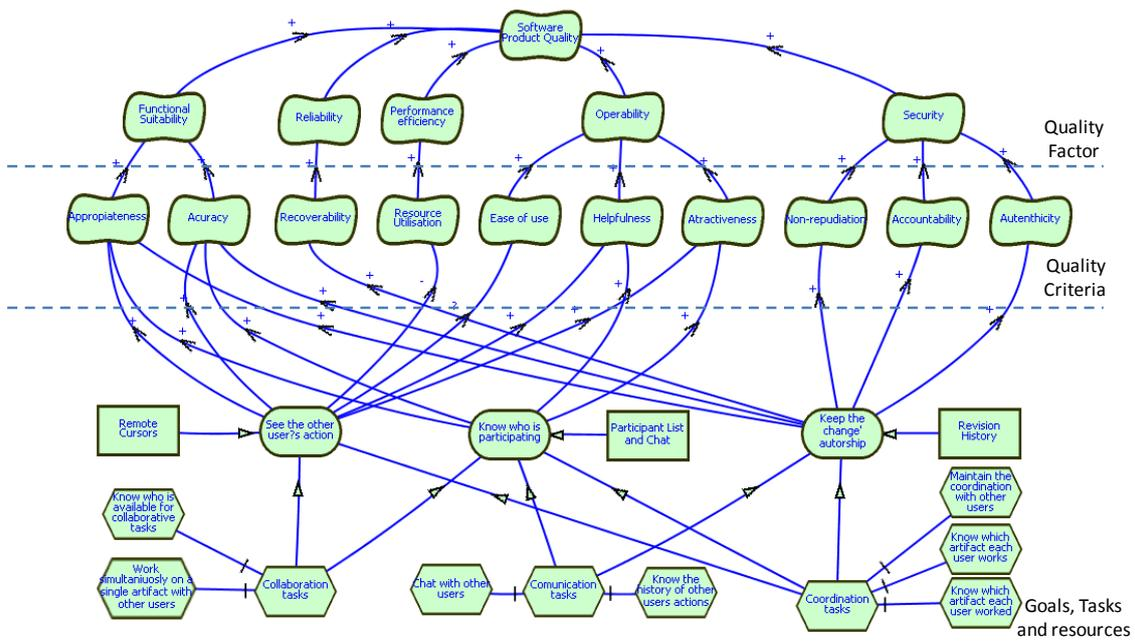 Software
Product Quality
Functional
Suitability
Reliability
Performance
efficiency
Operability
Security
Quality
Factor
Appropiateness
Acuracy
Recoverability
Resource
Utilisation
Ease of use
Helpfulness
Atractiveness
Non-repudiation
Accountability
Autenthicity
Quality
Criteria
Remote
Cursors
See the other
user?s action
Know who is
participating
Participant List
and Chat
Keep the
change'
autorship
Revision
History
Know who is
available for
collaborative
tasks
Maintain the
coordination
with other
users
Know which
artifact each
user works
Work
simultaniuosly on a
single artifact with
other users
Collaboration
tasks
Chat with other
users
Comunication
tasks
Know the
history of other
users actions
Coordination
tasks
Know which
artifact each
user worked
Goals, Tasks
and resources